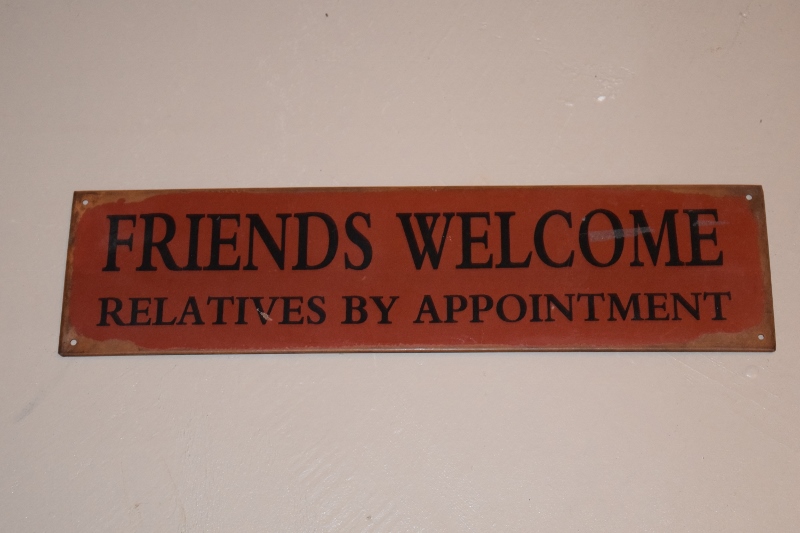 FRIENDS WELCOME
RELATIVES BY APPOINTMENT